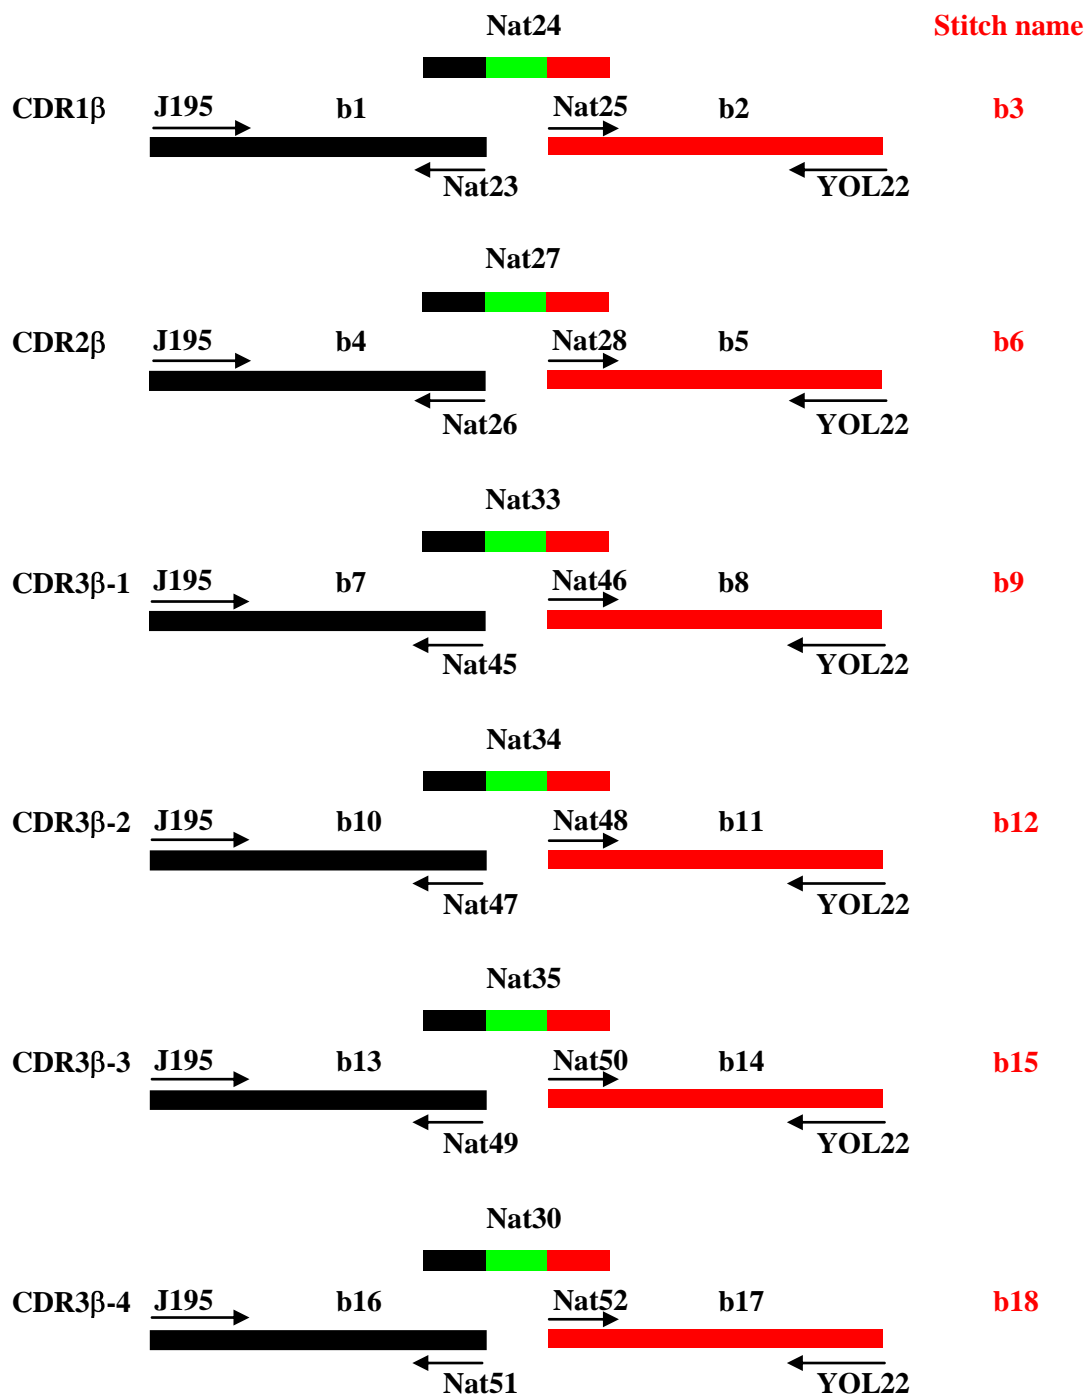 Nat24 Stitch name
CDR1β J195 b1 Nat25 b2 b3
Nat23 YOL22
Nat27
CDR2β J195 b4 Nat28 b5 b6
Nat26 YOL22
Nat33
CDR3β-1 J195 b7 Nat46 b8 b9
Nat45 YOL22
Nat34
CDR3β-2 J195 b10 Nat48 b11 b12
Nat47 YOL22
Nat35
CDR3β-3 J195 b13 Nat50 b14 b15
Nat49 YOL22
Nat30
CDR3β-4 J195 b16 Nat52 b17 b18
Nat51 YOL22